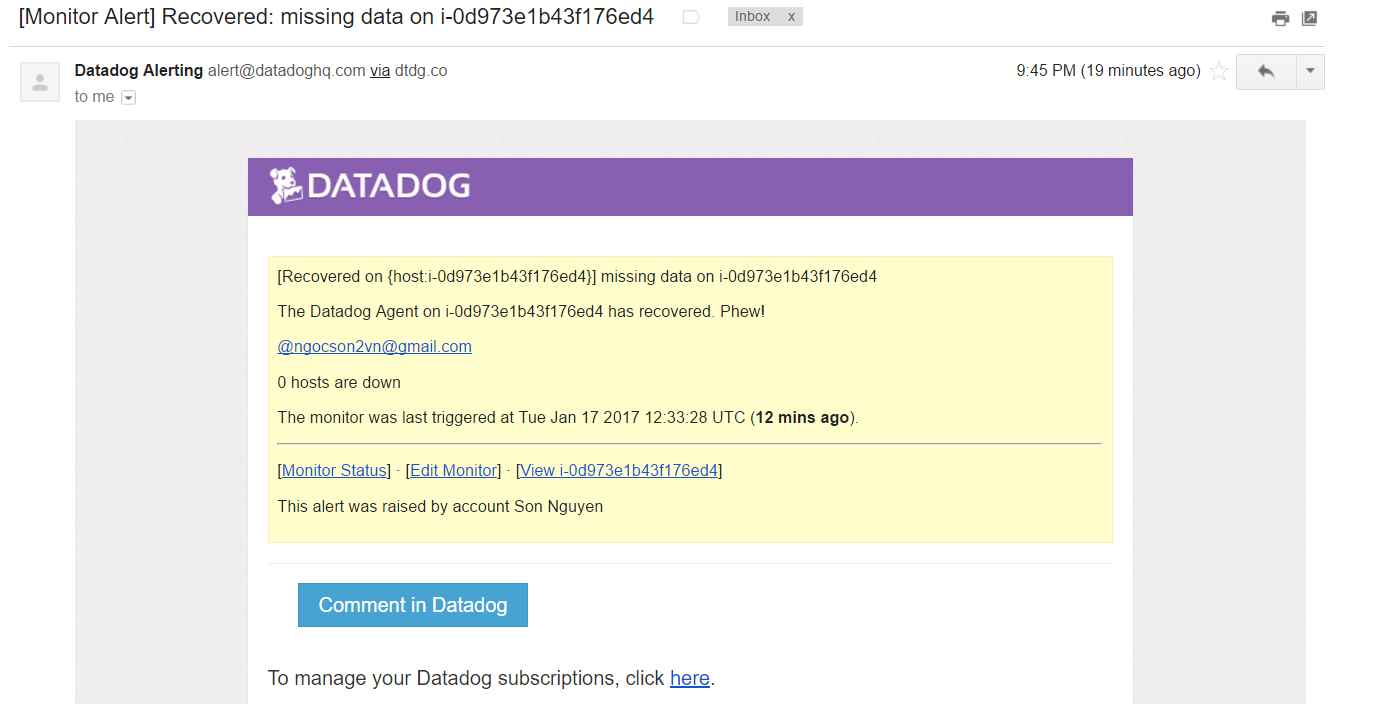 [Monitor Alert] Recovered: missing data on i-0d973e1b43f176ed4 Inbox x
Datadog Alerting alert@datadoghq.com via dtdg.co 9:45 PM (19 minutes ago)
to me
DATADOG
[Recovered on {host:i-0d973e1b43f176ed4}] missing data on i-0d973e1b43f176ed4
The Datadog Agent on i-0d973e1b43f176ed4 has recovered. Phew!
@ngocson2vn@gmail.com
0 hosts are down
The monitor was last triggered at Tue Jan 17 2017 12:33:28 UTC (12 mins ago).
[Monitor Status] · [Edit Monitor] · [View i-0d973e1b43f176ed4]
This alert was raised by account Son Nguyen
Comment in Datadog
To manage your Datadog subscriptions, click here.